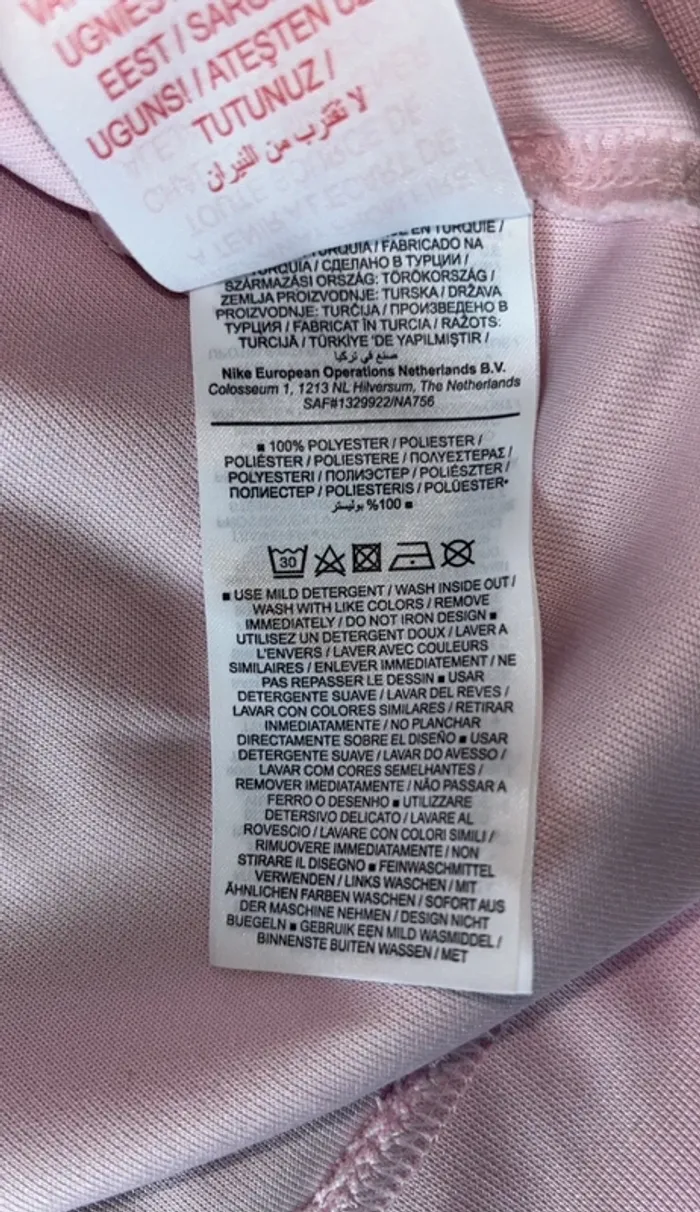 UGNIES
EEST / SARG
UGUNS! / ATEŞTEN UZ
TUTUNUZ /
لا تقترب من النيران
EN TURQUIE /
TURQUIA / FABRICADO NA
TURQUIA / СДЕЛАНО В ТУРЦИИ /
SZÁRMAZÁSI ORSZÁG: TÖRÖKORSZÁG /
ZEMLJA PROIZVODNJE: TURSKA / DRŽAVA
PROIZVODNJE: TURČIJA / ПРОИЗВЕДЕНО В
ТУРЦИЯ / FABRICAT ÎN TURCIA / RAŽOTS:
TURCIJĀ / TÜRKİYE 'DE YAPILMIŞTIR /
صنع في تركيا
Nike European Operations Netherlands B.V.
Colosseum 1, 1213 NL Hilversum, The Netherlands
SAF#1329922/NA756
■ 100% POLYESTER / POLIESTER /
POLIÉSTER / POLIESTERE / ΠΟΛΥΕΣΤΕΡΑΣ /
POLYESTERI / ПОЛИЭСТЕР / POLIÉSZTER /
ПОЛИЕСТЕР / POLIESTERIS / POLÜESTER*
%100 بوليستر ■
30
■ USE MILD DETERGENT / WASH INSIDE OUT /
WASH WITH LIKE COLORS / REMOVE
IMMEDIATELY / DO NOT IRON DESIGN ■
UTILISEZ UN DETERGENT DOUX / LAVER A
L'ENVERS / LAVER AVEC COULEURS
SIMILAIRES / ENLEVER IMMEDIATEMENT / NE
PAS REPASSER LE DESSIN ■ USAR
DETERGENTE SUAVE / LAVAR DEL REVES /
LAVAR CON COLORES SIMILARES / RETIRAR
INMEDIATAMENTE / NO PLANCHAR
DIRECTAMENTE SOBRE EL DISEÑO ■ USAR
DETERGENTE SUAVE / LAVAR DO AVESSO /
LAVAR COM CORES SEMELHANTES /
REMOVER IMEDIATAMENTE / NÃO PASSAR A
FERRO O DESENHO ■ UTILIZZARE
DETERSIVO DELICATO / LAVARE AL
ROVESCIO / LAVARE CON COLORI SIMILI /
RIMUOVERE IMMEDIATAMENTE / NON
STIRARE IL DISEGNO ■ FEINWASCHMITTEL
VERWENDEN / LINKS WASCHEN / MIT
ÄHNLICHEN FARBEN WASCHEN / SOFORT AUS
DER MASCHINE NEHMEN / DESIGN NICHT
BUEGELN ■ GEBRUIK EEN MILD WASMIDDEL /
BINNENSTE BUITEN WASSEN / MET